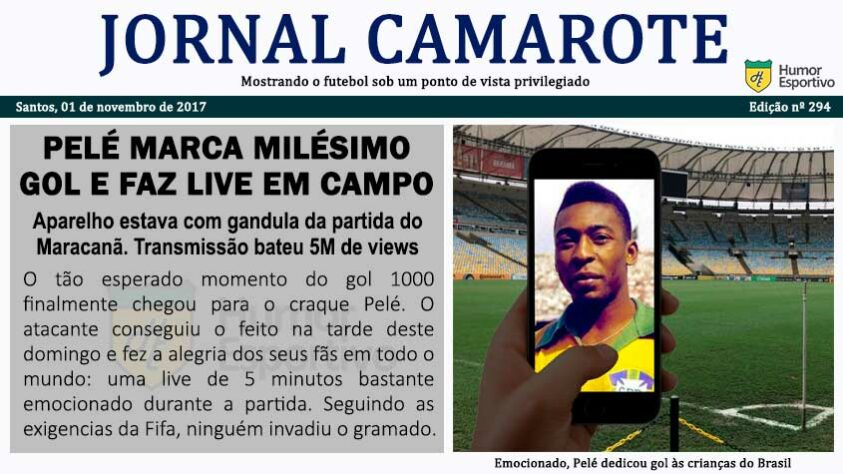 JORNAL CAMAROTE
Mostrando o futebol sob um ponto de vista privilegiado
Humor
Esportivo
Santos, 01 de novembro de 2017
Edição nº 294
PELÉ MARCA MILÉSIMO
GOL E FAZ LIVE EM CAMPO
Aparelho estava com gandula da partida do
Maracanã. Transmissão bateu 5M de views
O tão esperado momento do gol 1000
finalmente chegou para o craque Pelé. O
atacante conseguiu o feito na tarde deste
domingo e fez a alegria dos seus fãs em todo o
mundo: uma live de 5 minutos bastante
emocionado durante a partida. Seguindo as
exigencias da Fifa, ninguém invadiu o gramado.
Humor
Esportivo
Emocionado, Pelé dedicou gol às crianças do Brasil